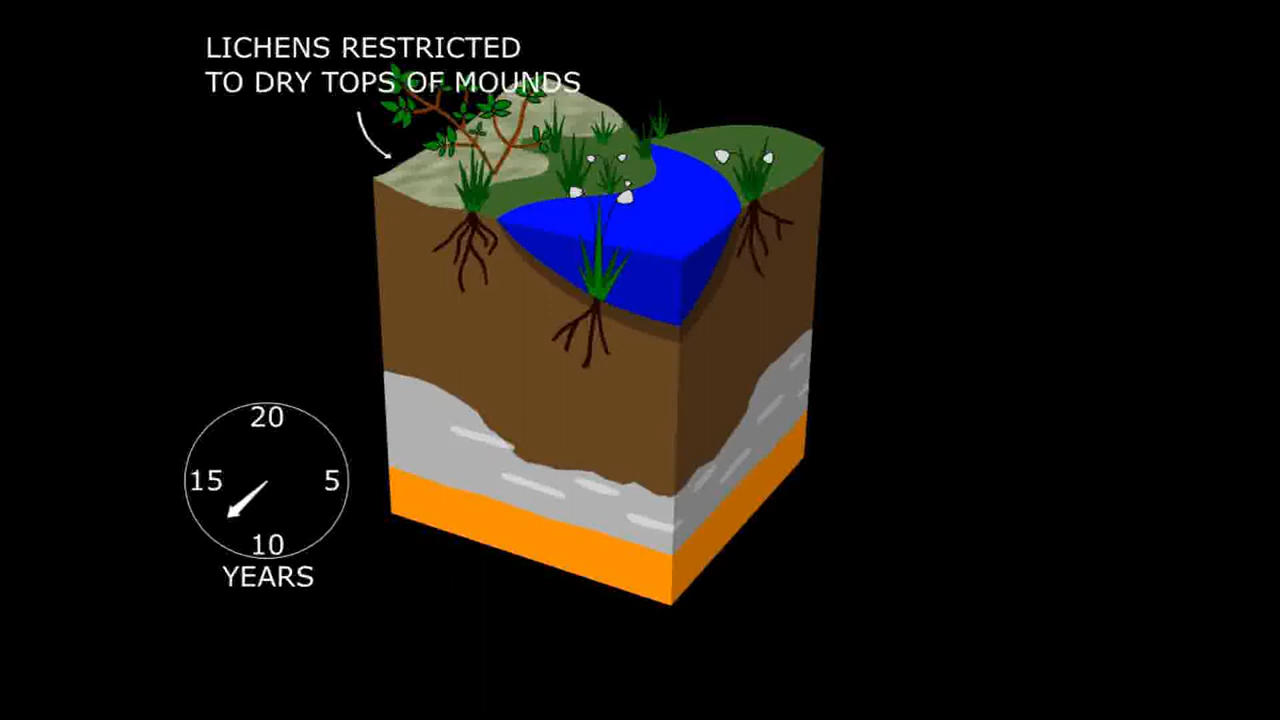 LICHENS RESTRICTED
TO DRY TOPS OF MOUNDS
20
15 5
10
YEARS